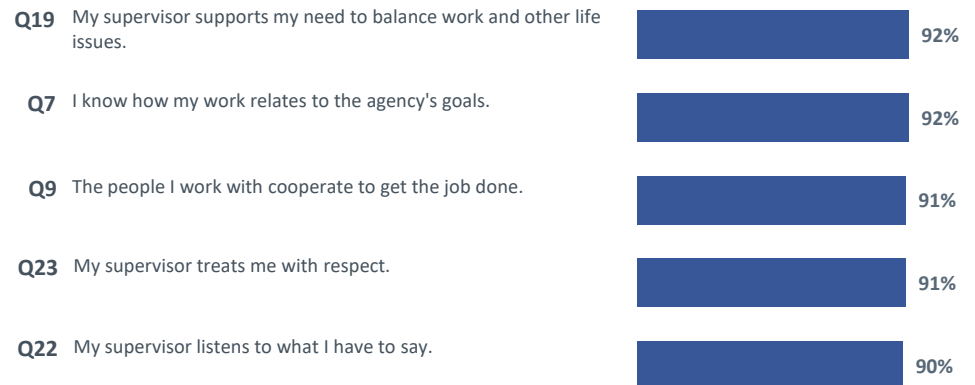 Q19 My supervisor supports my need to balance work and other life issues. 92%
Q7 I know how my work relates to the agency's goals. 92%
Q9 The people I work with cooperate to get the job done. 91%
Q23 My supervisor treats me with respect. 91%
Q22 My supervisor listens to what I have to say. 90%